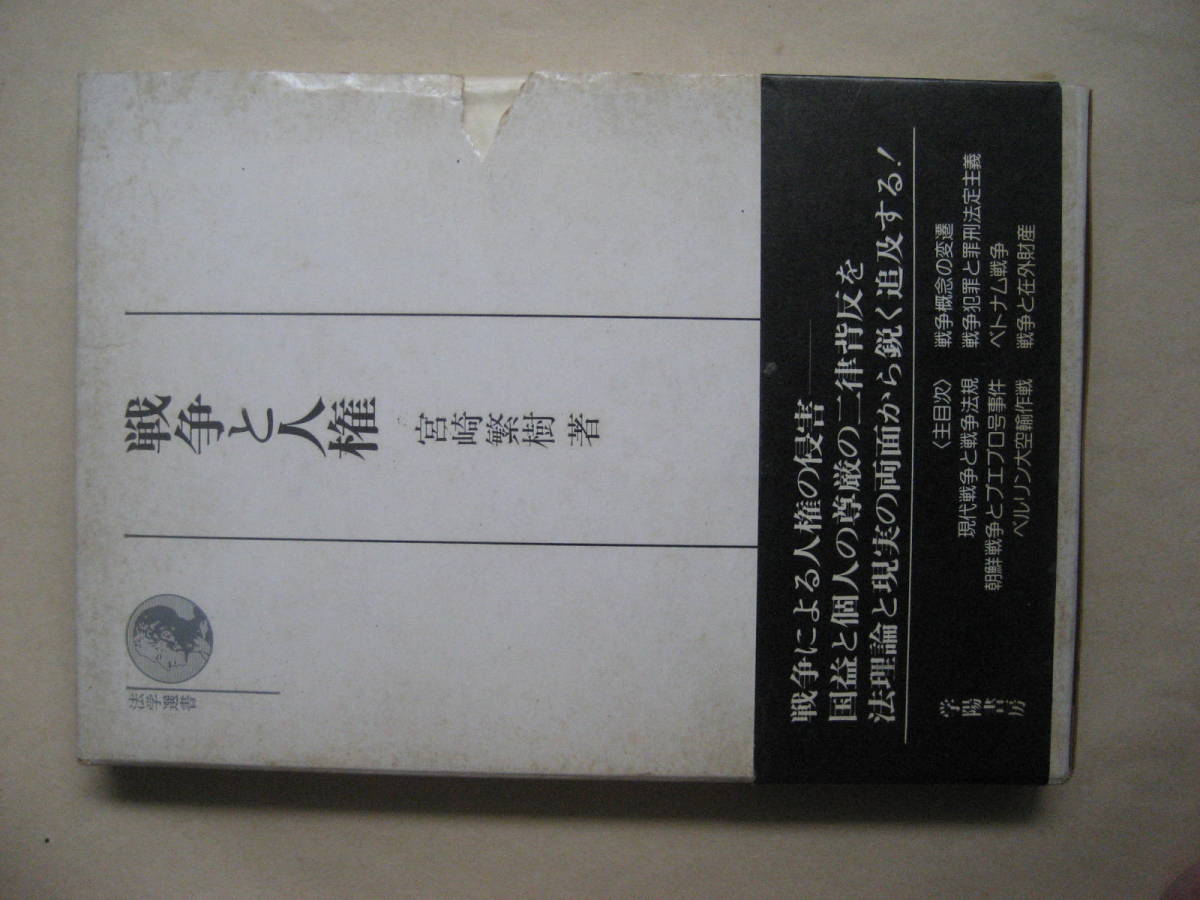 法学選書
戦争と人権
宮崎繁樹 著
戦争による人権の侵害──
国益と個人の尊厳の二律背反を
法理論と現実の両面から鋭く追及する!
〈主目次〉
現代戦争と戦争法規
朝鮮戦争とプエブロ号事件
ベルリン大空輸作戦
戦争概念の変遷
戦争犯罪と罪刑法定主義
ベトナム戦争
戦争と在外財産
学陽書房